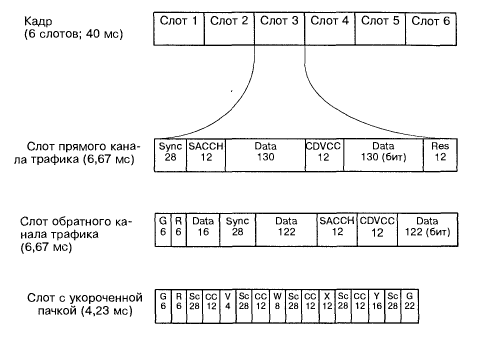 Кадр
(6 слотов; 40 мс)
Слот 1 Слот 2 Слот 3 Слот 4 Слот 5 Слот 6
Слот прямого кана-
ла трафика (6,67 мс)
Sync SACCH Data CDVCC Data Res
28 12 130 12 130 (бит) 12
Слот обратного ка-
нала трафика
(6,67 мс)
G R Data Sync Data SACCH CDVCC Data
6 6 16 28 122 12 12 122 (бит)
Слот с укороченной
пачкой (4,23 мс)
G R Sc CC V Sc CC W Sc CC X Sc CC Y Sc G
6 6 28 12 4 28 12 8 28 12 12 28 12 16 28 22